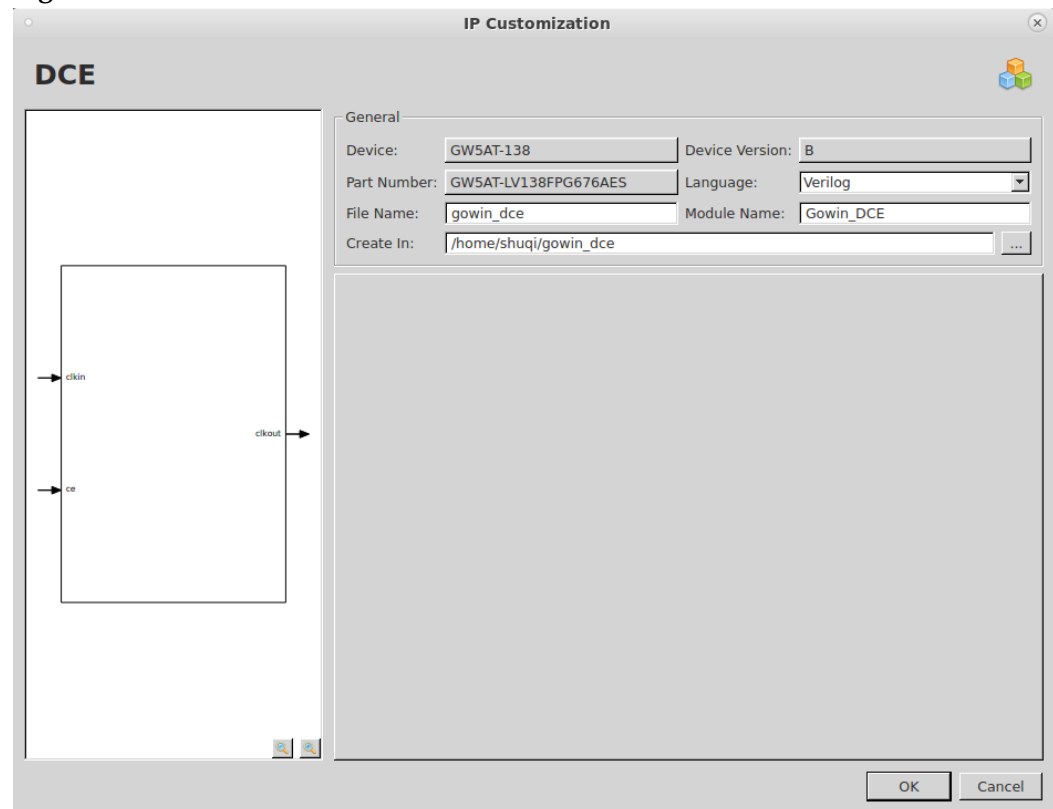 IP Customization
DCE
General
Device: GW5AT-138 Device Version: B
Part Number: GW5AT-LV138FPG676AES Language: Verilog
File Name: gowin_dce Module Name: Gowin_DCE
Create In: /home/shuqi/gowin_dce ...
clkin
clkout
ce
OK Cancel